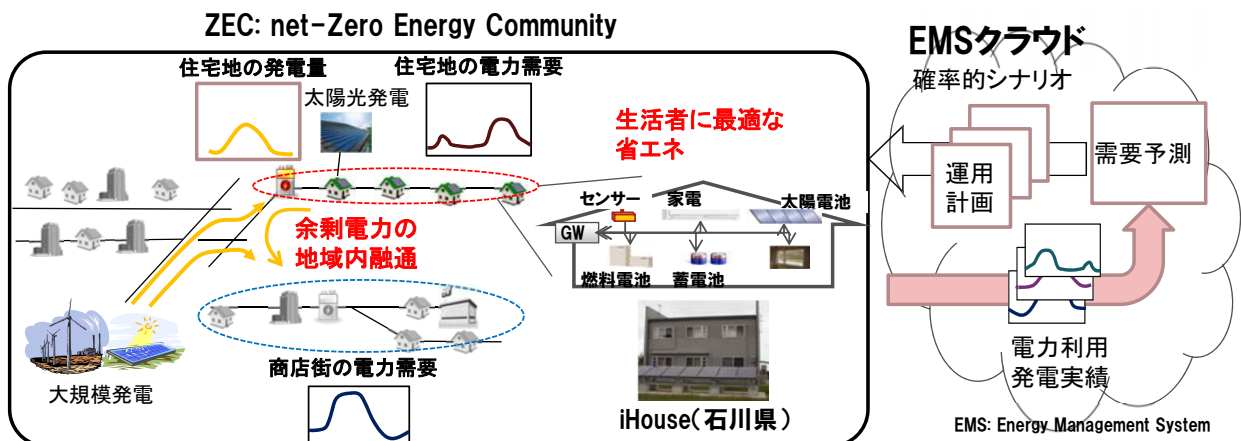 ZEC: net-Zero Energy Community
住宅地の発電量
太陽光発電
住宅地の電力需要
生活者に最適な
省エネ
センサー
家電
太陽電池
GW
燃料電池
蓄電池
余剰電力の
地域内融通
大規模発電
商店街の電力需要
iHouse(石川県)
EMSクラウド
確率的シナリオ
運用
計画
需要予測
電力利用
発電実績
EMS: Energy Management System